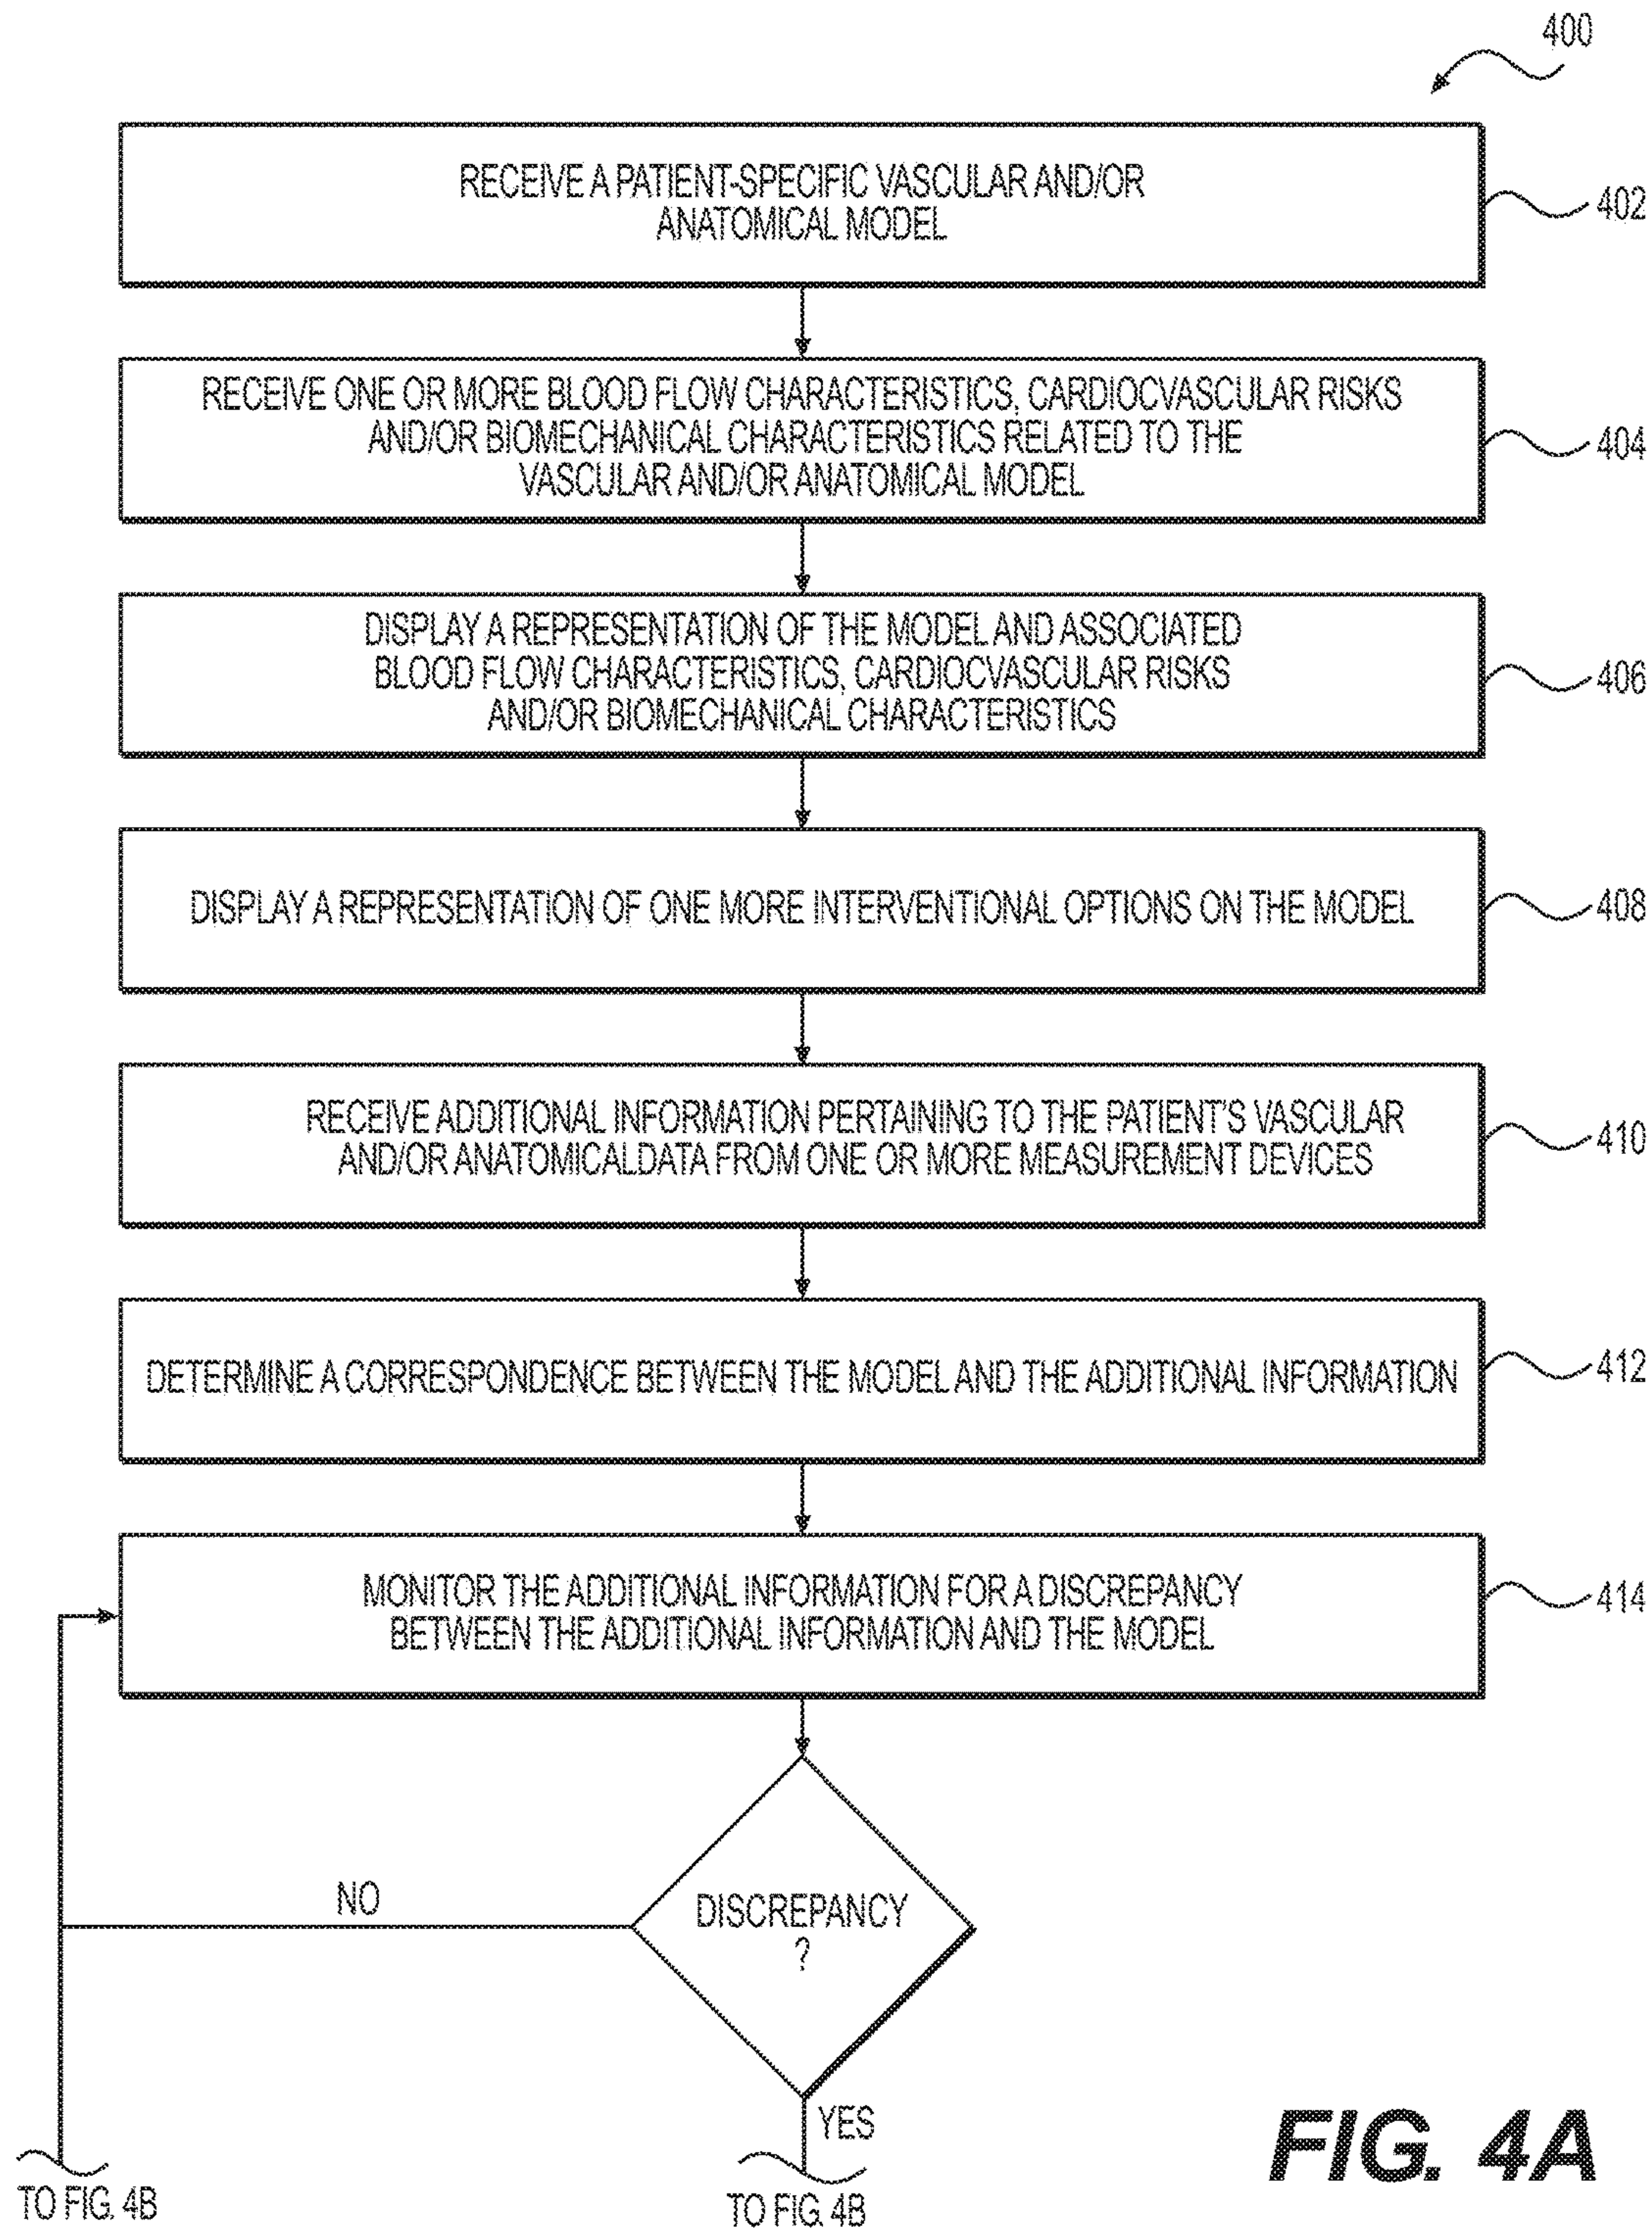 400
RECEIVE A PATIENT-SPECIFIC VASCULAR AND/OR
ANATOMICAL MODEL
402
RECEIVE ONE OR MORE BLOOD FLOW CHARACTERISTICS, CARDIOCVASCULAR RISKS
AND/OR BIOMECHANICAL CHARACTERISTICS RELATED TO THE
VASCULAR AND/OR ANATOMICAL MODEL
404
DISPLAY A REPRESENTATION OF THE MODEL AND ASSOCIATED
BLOOD FLOW CHARACTERISTICS, CARDIOCVASCULAR RISKS
AND/OR BIOMECHANICAL CHARACTERISTICS
406
DISPLAY A REPRESENTATION OF ONE MORE INTERVENTIONAL OPTIONS ON THE MODEL
408
RECEIVE ADDITIONAL INFORMATION PERTAINING TO THE PATIENT'S VASCULAR
AND/OR ANATOMICALDATA FROM ONE OR MORE MEASUREMENT DEVICES
410
DETERMINE A CORRESPONDENCE BETWEEN THE MODEL AND THE ADDITIONAL INFORMATION
412
MONITOR THE ADDITIONAL INFORMATION FOR A DISCREPANCY
BETWEEN THE ADDITIONAL INFORMATION AND THE MODEL
414
NO
DISCREPANCY
?
YES
TO FIG. 4B
TO FIG. 4B
FIG. 4A